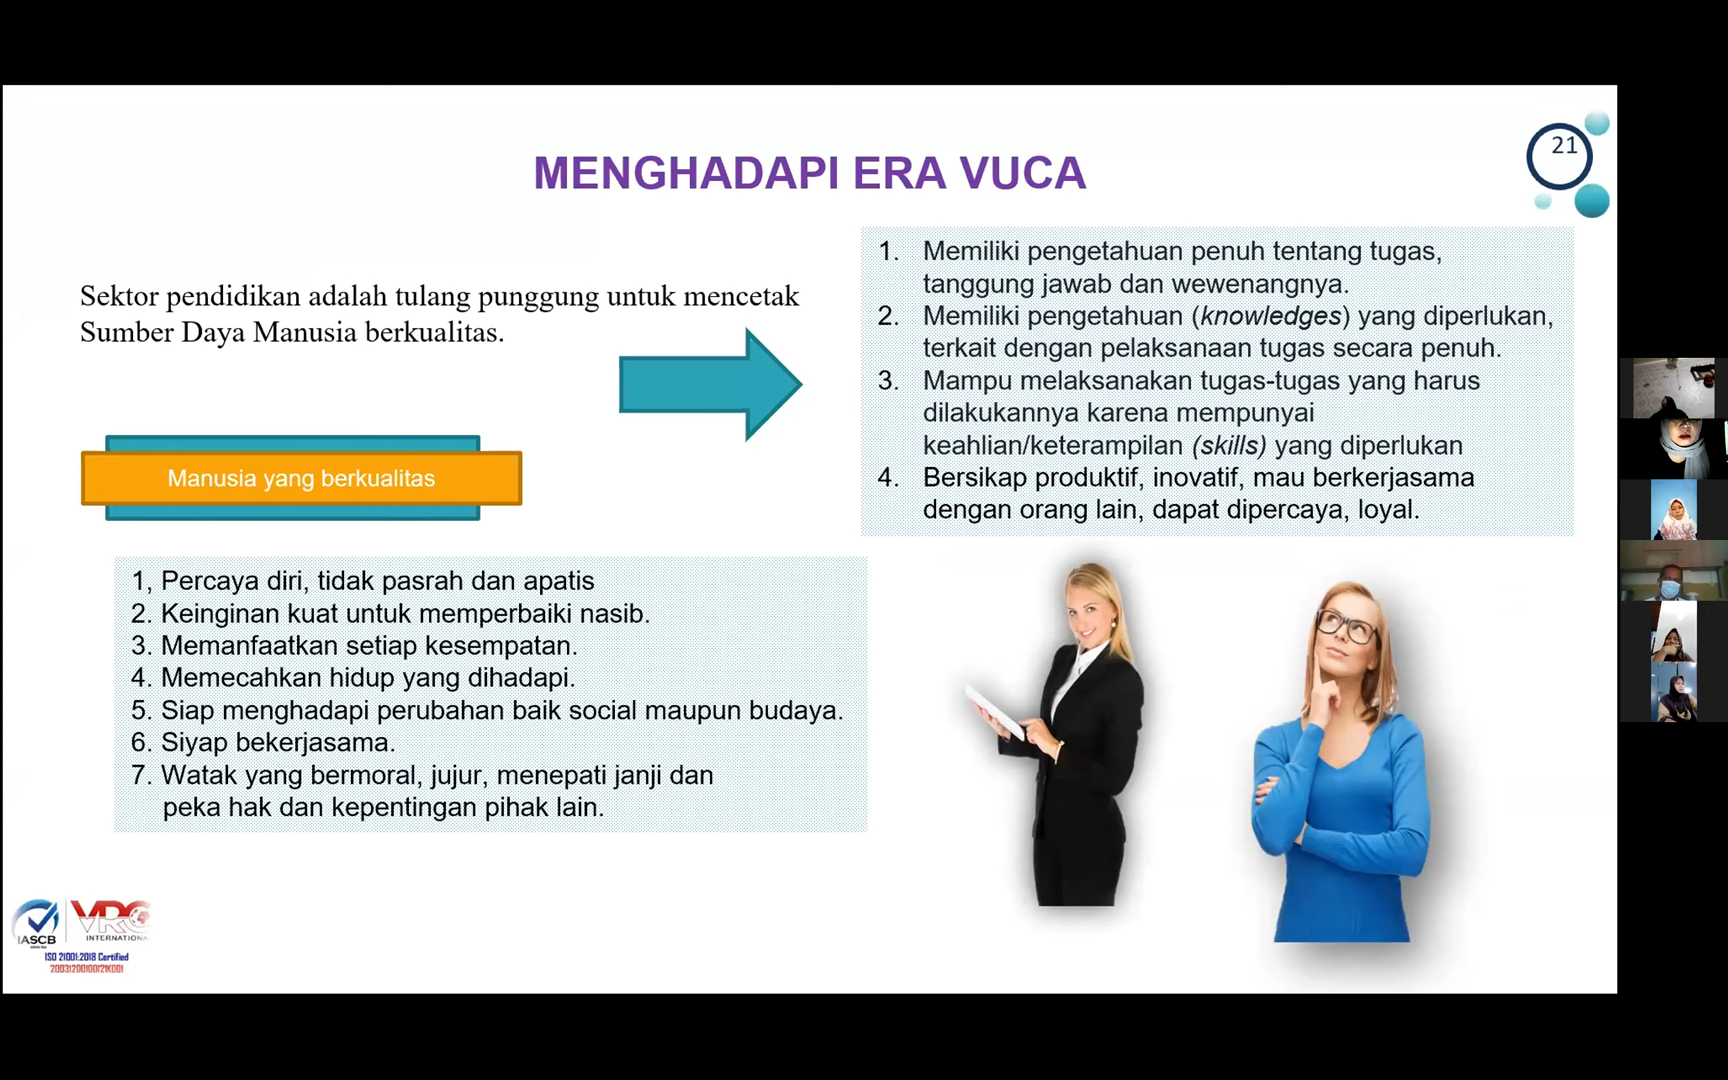 MENGHADAPI ERA VUCA
21
Sektor pendidikan adalah tulang punggung untuk mencetak
Sumber Daya Manusia berkualitas.
1. Memiliki pengetahuan penuh tentang tugas,
tanggung jawab dan wewenangnya.
2. Memiliki pengetahuan (knowledges) yang diperlukan,
terkait dengan pelaksanaan tugas secara penuh.
3. Mampu melaksanakan tugas-tugas yang harus
dilakukannya karena mempunyai
keahlian/keterampilan (skills) yang diperlukan
4. Bersikap produktif, inovatif, mau berkerjasama
dengan orang lain, dapat dipercaya, loyal.
Manusia yang berkualitas
1, Percaya diri, tidak pasrah dan apatis
2. Keinginan kuat untuk memperbaiki nasib.
3. Memanfaatkan setiap kesempatan.
4. Memecahkan hidup yang dihadapi.
5. Siap menghadapi perubahan baik social maupun budaya.
6. Siyap bekerjasama.
7. Watak yang bermoral, jujur, menepati janji dan
peka hak dan kepentingan pihak lain.
IASCB
VRC
INTERNATIONAL
ISO 21001:2018 Certified